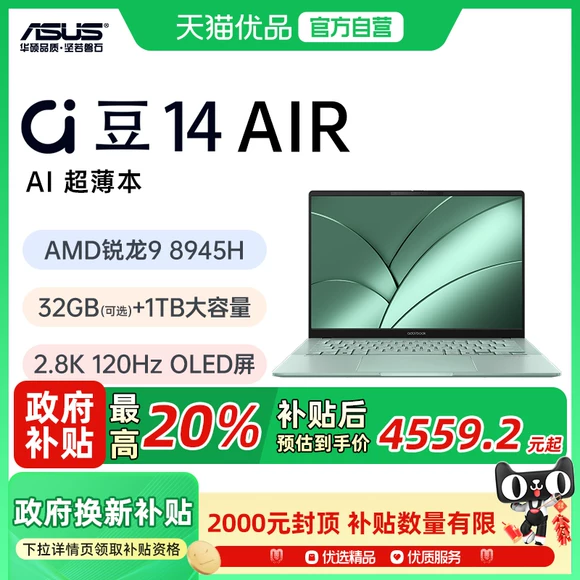 ASUS
华硕品质·坚若磐石
天猫优品 官方自营
a豆 14 AIR
AI 超薄本
AMD锐龙9 8945H
32GB(可选)+1TB大容量
2.8K 120Hz OLED屏
政府补贴
最高20%
补贴后
预估到手价 4559.2 元起
政府换新补贴
下拉详情页领取补贴资格
2000元封顶 补贴数量有限
优选精品 优质服务